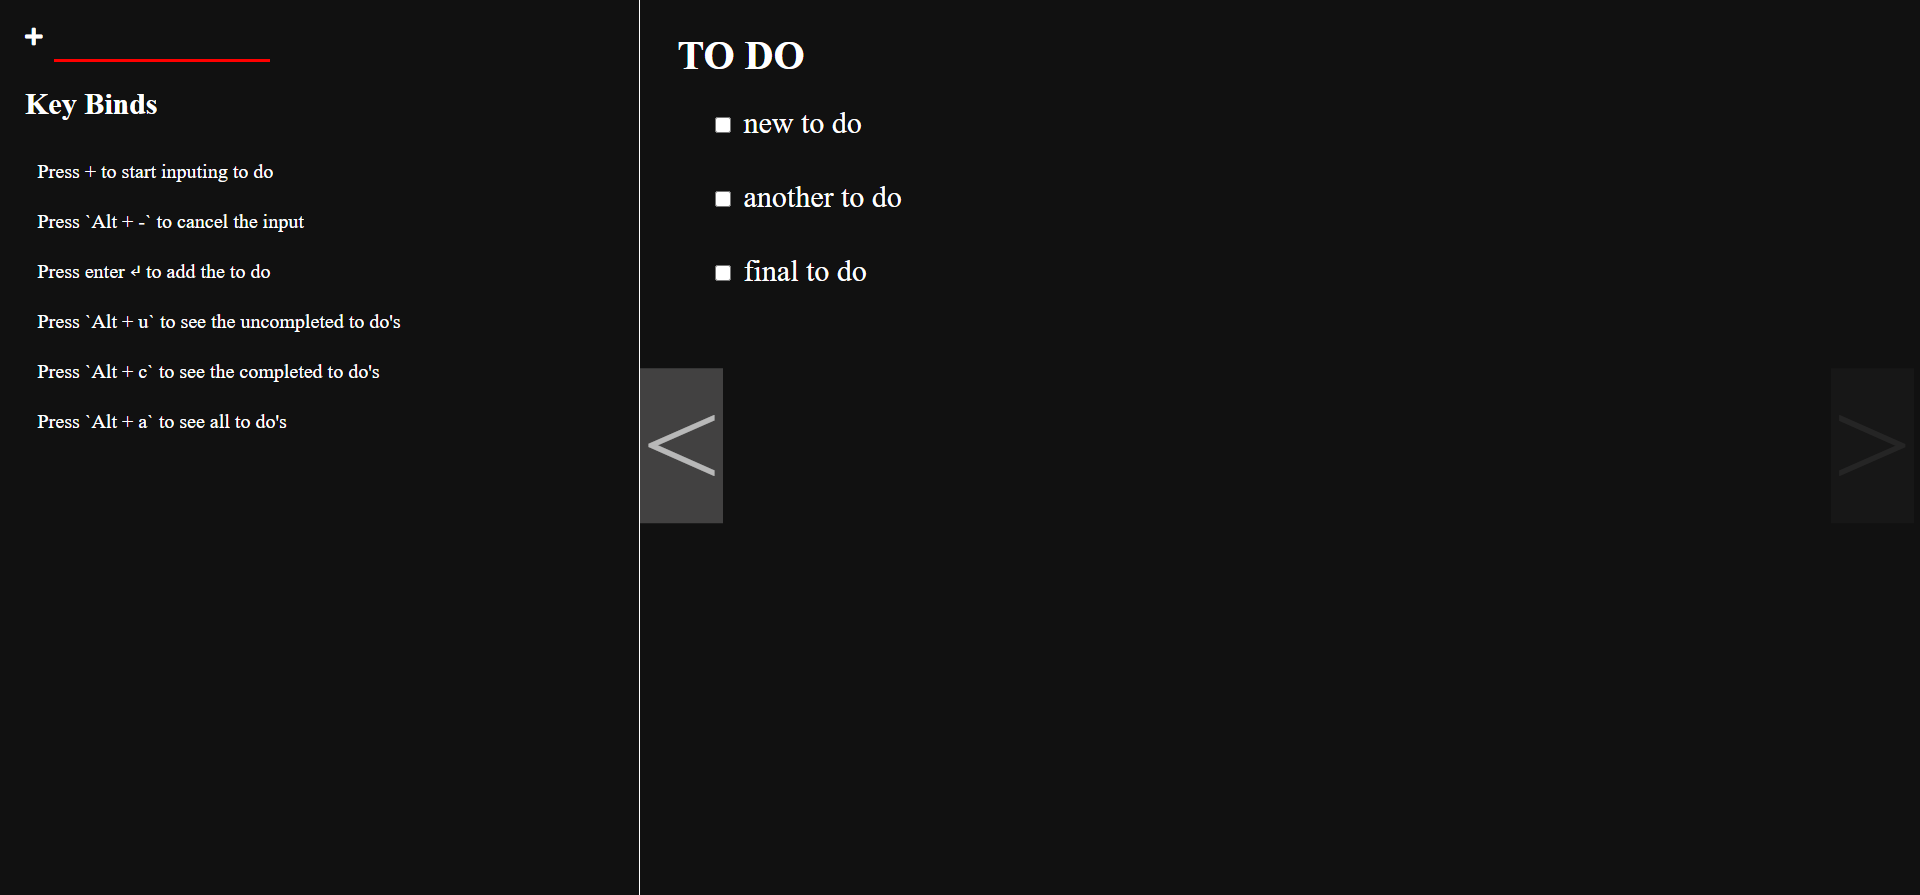 +
Key Binds
Press + to start inputing to do
Press `Alt + -` to cancel the input
Press enter ↲ to add the to do
Press `Alt + u` to see the uncompleted to do's
Press `Alt + c` to see the completed to do's
Press `Alt + a` to see all to do's
TO DO
new to do
another to do
final to do
<
>